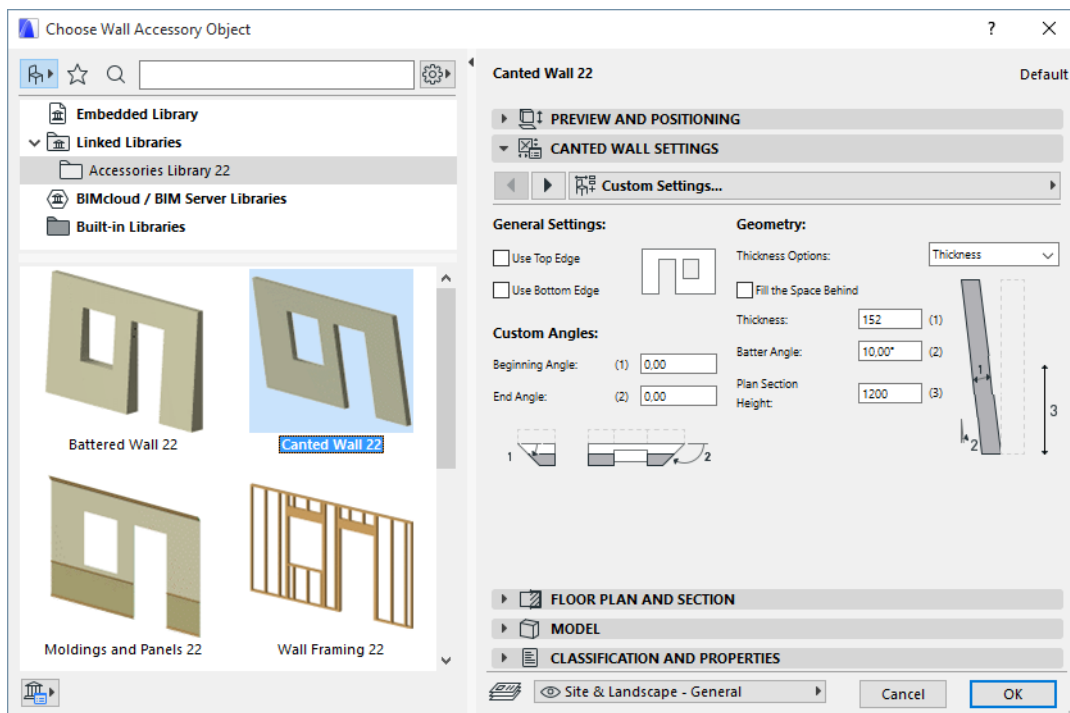 Choose Wall Accessory Object
?
Embedded Library
Linked Libraries
Accessories Library 22
BIMcloud / BIM Server Libraries
Built-in Libraries
Battered Wall 22
Canted Wall 22
Moldings and Panels 22
Wall Framing 22
Canted Wall 22
Default
PREVIEW AND POSITIONING
CANTED WALL SETTINGS
Custom Settings...
General Settings:
Use Top Edge
Use Bottom Edge
Custom Angles:
Beginning Angle: (1) 0,00
End Angle: (2) 0,00
1
2
Geometry:
Thickness Options: Thickness
Fill the Space Behind
Thickness: 152 (1)
Batter Angle: 10,00° (2)
Plan Section
Height: 1200 (3)
1
2
3
FLOOR PLAN AND SECTION
MODEL
CLASSIFICATION AND PROPERTIES
Site & Landscape - General
Cancel
OK